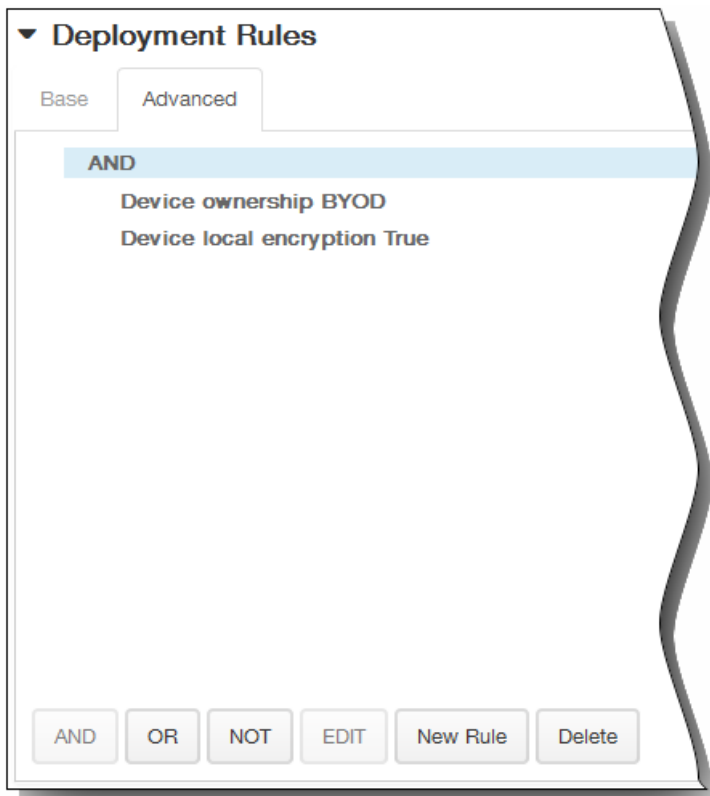 Deployment Rules
Base Advanced
AND
Device ownership BYOD
Device local encryption True
AND OR NOT EDIT New Rule Delete